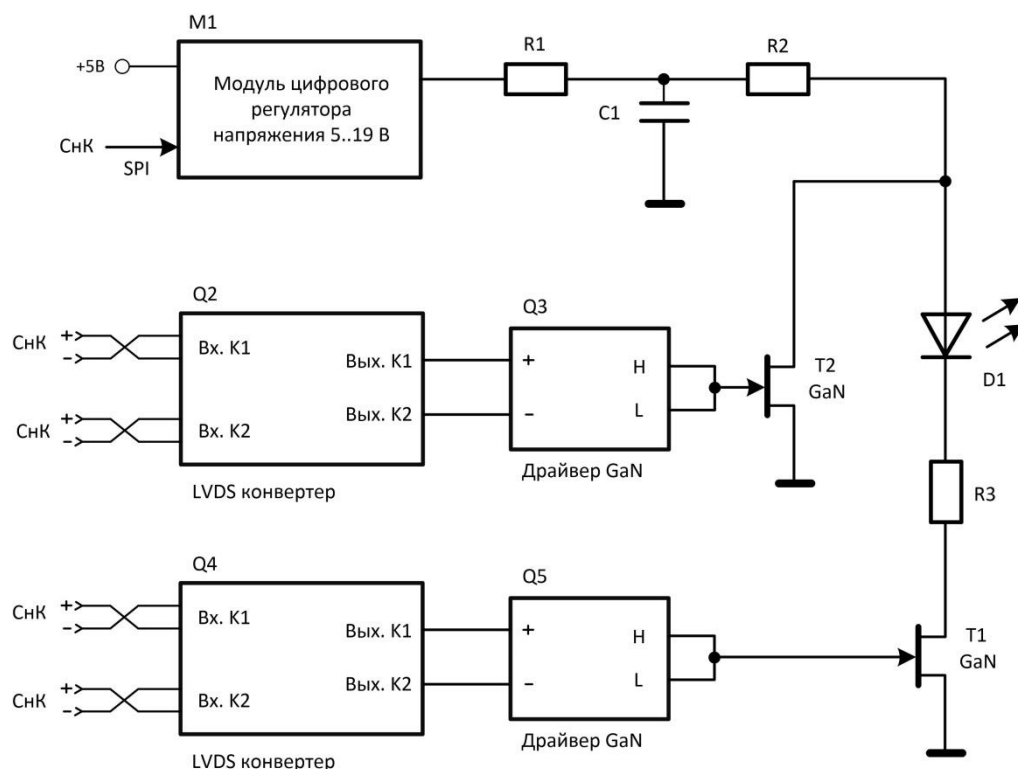 M1
+5В
Модуль цифрового
регулятора
напряжения 5..19 В
СнК
SPI
R1
R2
C1
Q2
СнК
+
-
Вх. К1
Вых. К1
СнК
+
-
Вх. К2
Вых. К2
LVDS конвертер
Q3
+
-
H
L
Драйвер GaN
T2
GaN
D1
R3
Q4
СнК
+
-
Вх. К1
Вых. К1
СнК
+
-
Вх. К2
Вых. К2
LVDS конвертер
Q5
+
-
H
L
Драйвер GaN
T1
GaN